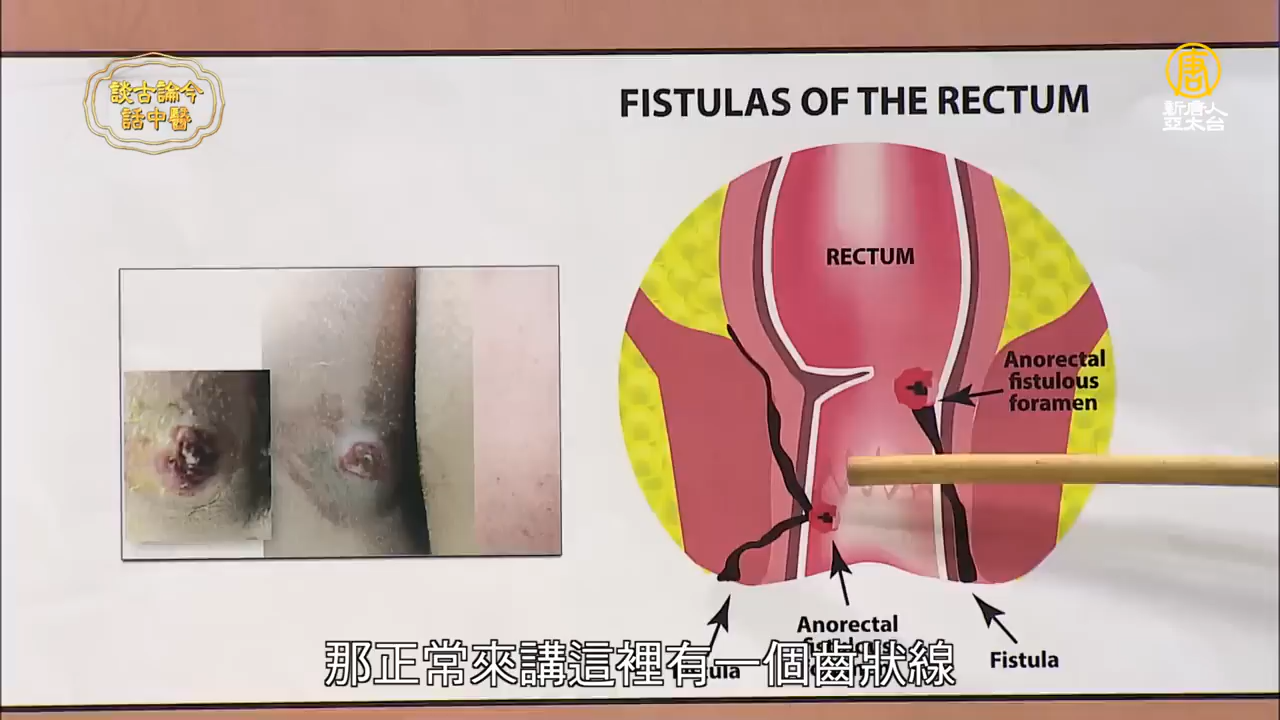 談古論今
話中醫
FISTULAS OF THE RECTUM
唐
新唐人
亞太台
RECTUM
Anorectal
fistulous
foramen
Anorectal
Fistula
那正常來講這裡有一個齒狀線